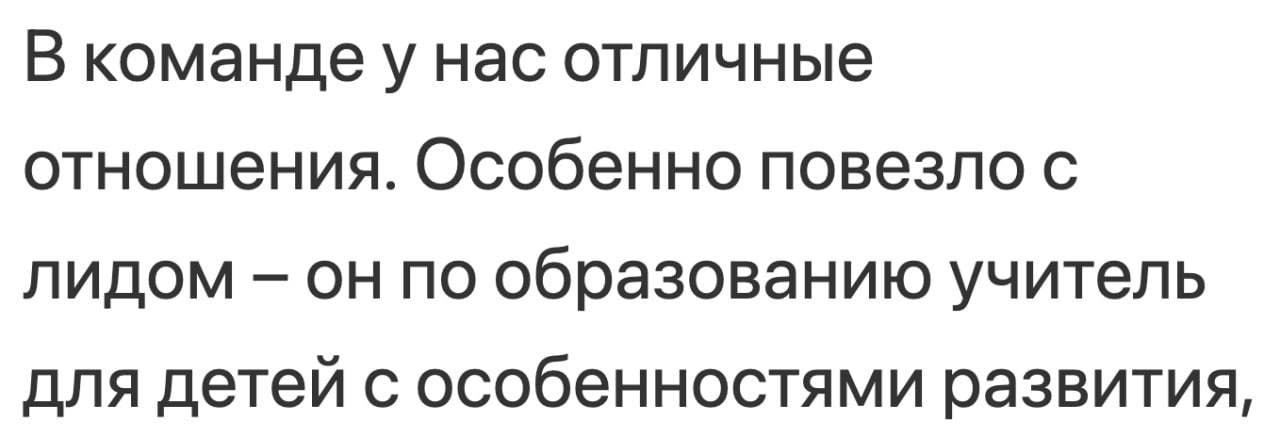 В команде у нас отличные
отношения. Особенно повезло с
лидом – он по образованию учитель
для детей с особенностями развития,